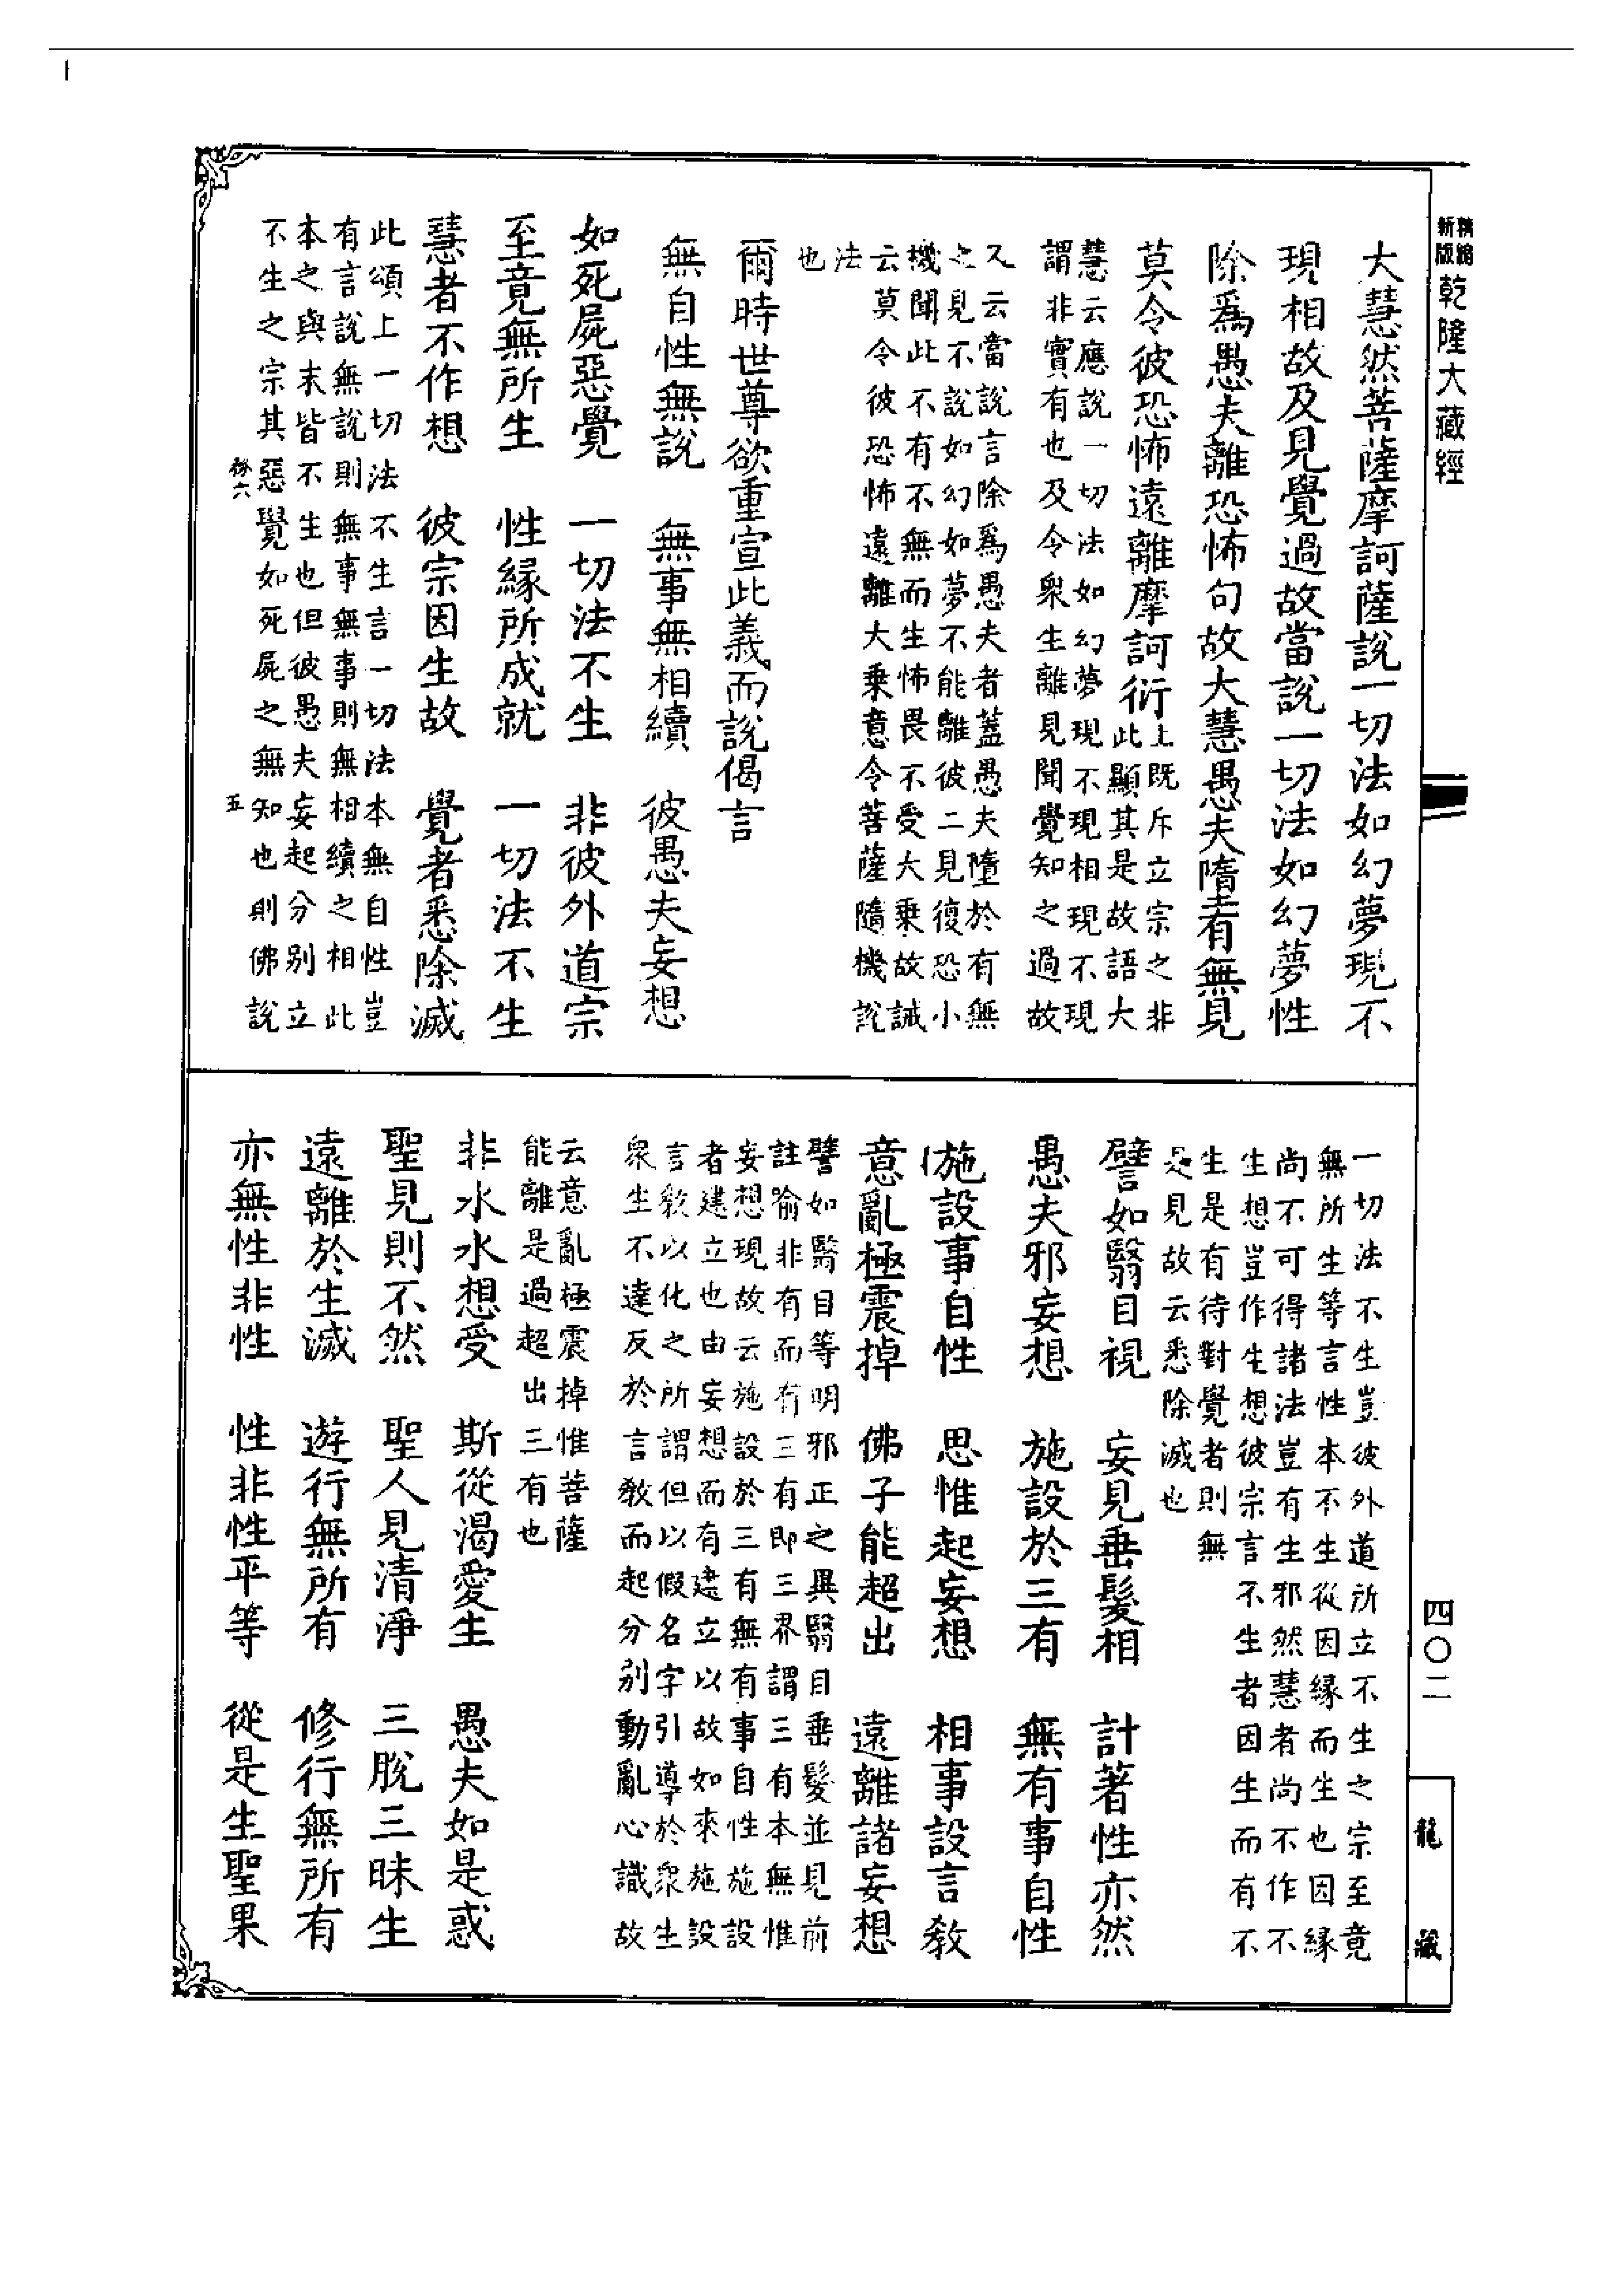 精縮
新版
乾隆大藏經
大慧然菩薩摩訶薩說一切法如幻夢現不
現相故及見覺過故當說一切法如幻夢性
除爲愚夫離恐怖句故大慧愚夫墮有無見
莫令彼恐怖遠離摩訶衍
上既斥立宗之非
此顯其是故語大
慧云應說一切法如幻夢現不現相現不現
謂非實有也及令衆生離見聞覺知之過故
又云當說言除爲愚夫者蓋愚夫墮於有無
之見不說如幻如夢不能離彼二見復恐小
機聞此不有不無而生怖畏不受大乘故誡
云莫令彼恐怖遠離大乘意令菩薩隨機說
法
也
爾時世尊欲重宣此義而說偈言
無自性無說 無事無相續 彼愚夫妄想
如死屍惡覺 一切法不生 非彼外道宗
至竟無所生 性緣所成就 一切法不生
慧者不作想 彼宗因生故 覺者悉除滅
此頌上一切法不生言一切法本無自性豈
有言說無說則無事無事則無相續之相此
本之與末皆不生也但彼愚夫妄起分别立
不生之宗其惡覺如死屍之無知也則佛說
六
五
一切法不生豈彼外道所立不生之宗至竟
無所生等言性本不生從因緣而生也因緣
尚不可得諸法豈有生邪然慧者尚不作不
生想豈作生想彼宗言不生者因生而有不
生是有待對覺者則無
是見故云悉除滅也
譬如翳目視 妄見垂髮相 計著性亦然
愚夫邪妄想 施設於三有 無有事自性
施設事自性 思惟起妄想 相事設言教
意亂極震掉 佛子能超出 遠離諸妄想
譬如翳目等明邪正之異翳目垂髮並見前
註喻非有而有三有即三界謂三有本無惟
妄想現故云施設於三有無有事自性施設
者建立也由妄想而有建立以故如來施設
言教以化之所謂但以假名字引導於衆生
衆生不達反於言教而起分别動亂心識故
云意亂極震掉惟菩薩
能離是過超出三有也
非水水想受 斯從渴愛生 愚夫如是惑
聖見則不然 聖人見清淨 三脫三昧生
遠離於生滅 遊行無所有 修行無所有
亦無性非性 性非性平等 從是生聖果
四〇二
龍藏